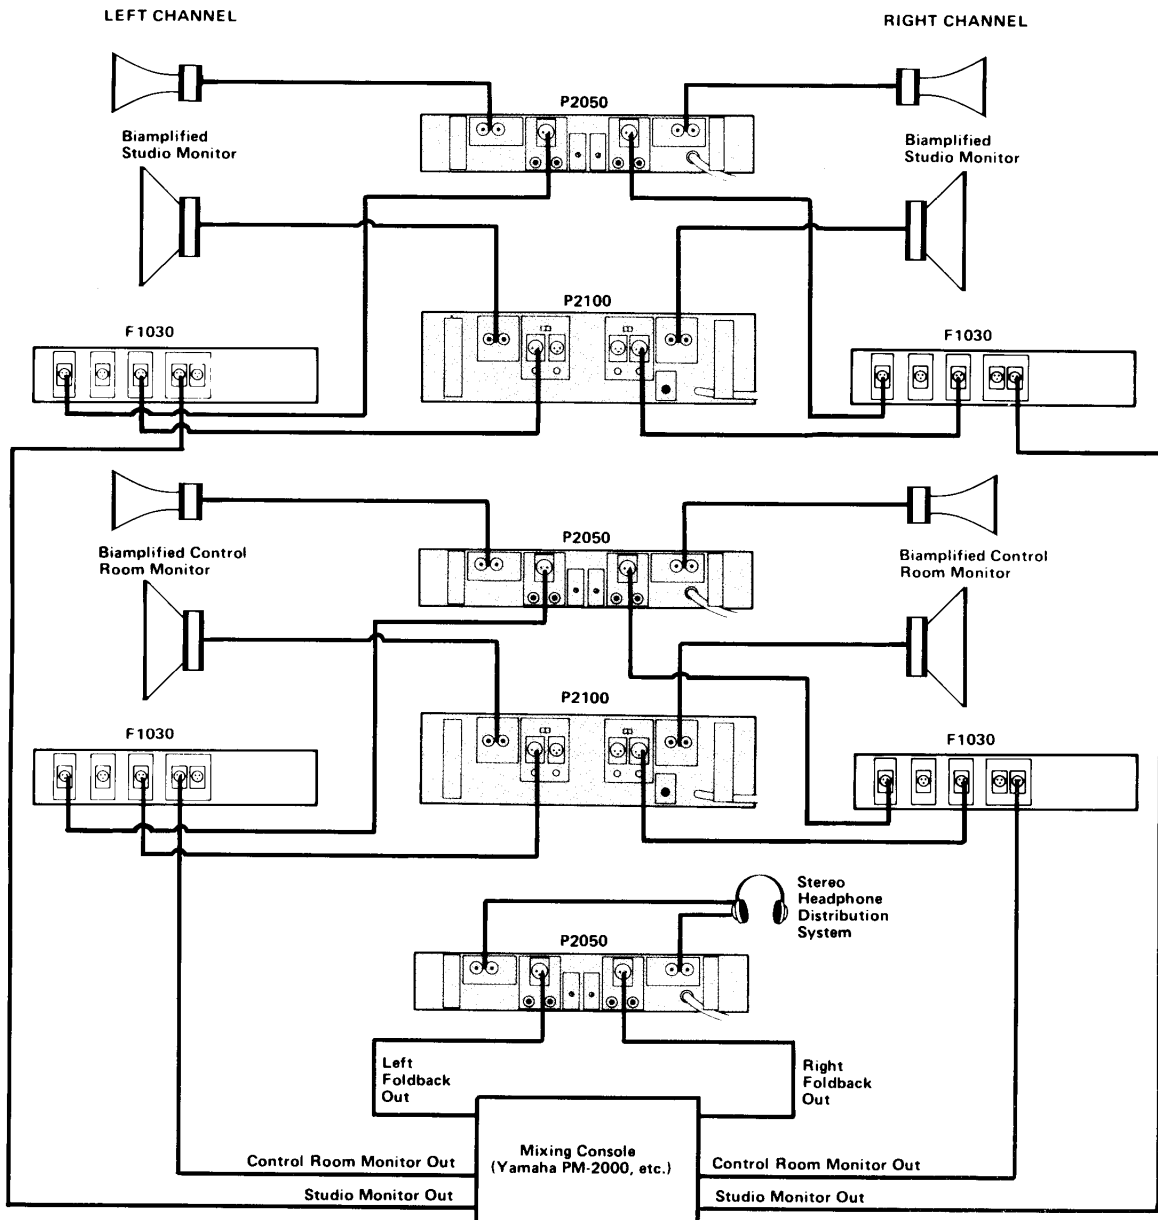 LEFT CHANNEL
RIGHT CHANNEL
P2050
Biamplified
Studio Monitor
Biamplified
Studio Monitor
P2100
F1030
F1030
P2050
Biamplified Control
Room Monitor
Biamplified Control
Room Monitor
P2100
F1030
F1030
Stereo
Headphone
Distribution
System
P2050
Left
Foldback
Out
Right
Foldback
Out
Mixing Console
(Yamaha PM-2000, etc.)
Control Room Monitor Out
Control Room Monitor Out
Studio Monitor Out
Studio Monitor Out